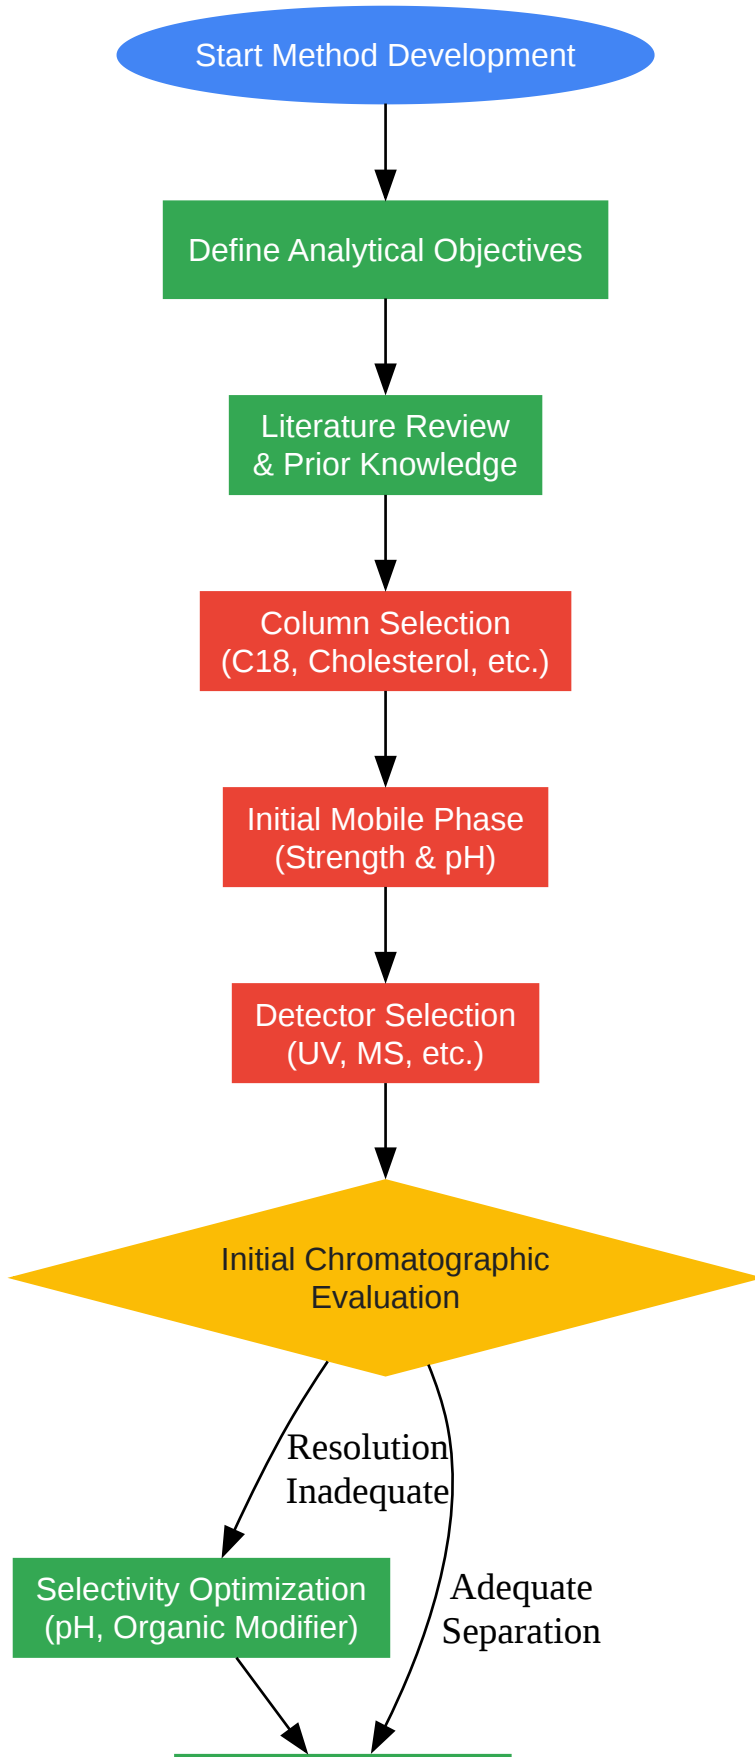 Start Method Development
Define Analytical Objectives
Literature Review
& Prior Knowledge
Column Selection
(C18, Cholesterol, etc.)
Initial Mobile Phase
(Strength & pH)
Detector Selection
(UV, MS, etc.)
Initial Chromatographic
Evaluation
Resolution
Inadequate
Selectivity Optimization
(pH, Organic Modifier)
Adequate
Separation